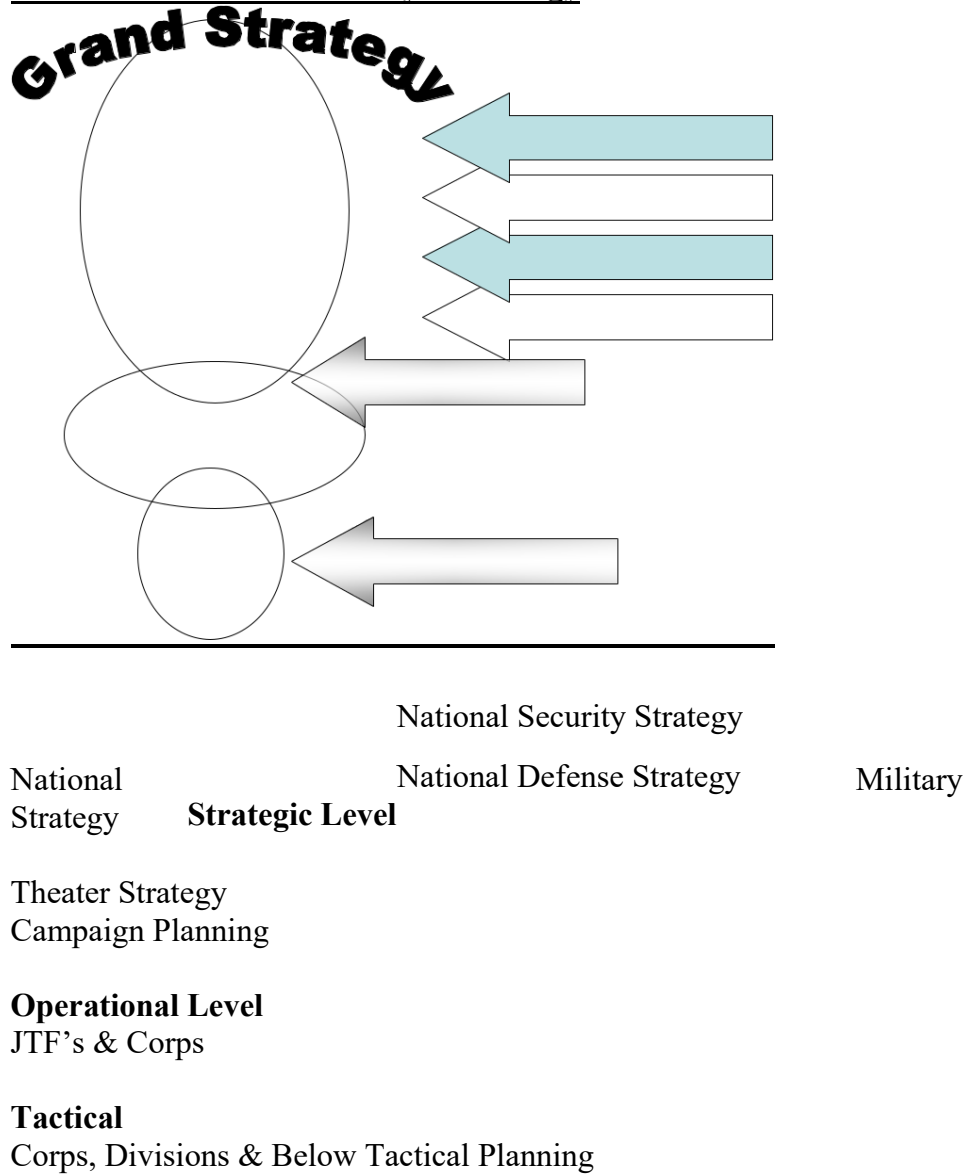 Grand Strategy
National Security Strategy
National National Defense Strategy Military
Strategy Strategic Level
Theater Strategy
Campaign Planning
Operational Level
JTF’s & Corps
Tactical
Corps, Divisions & Below Tactical Planning